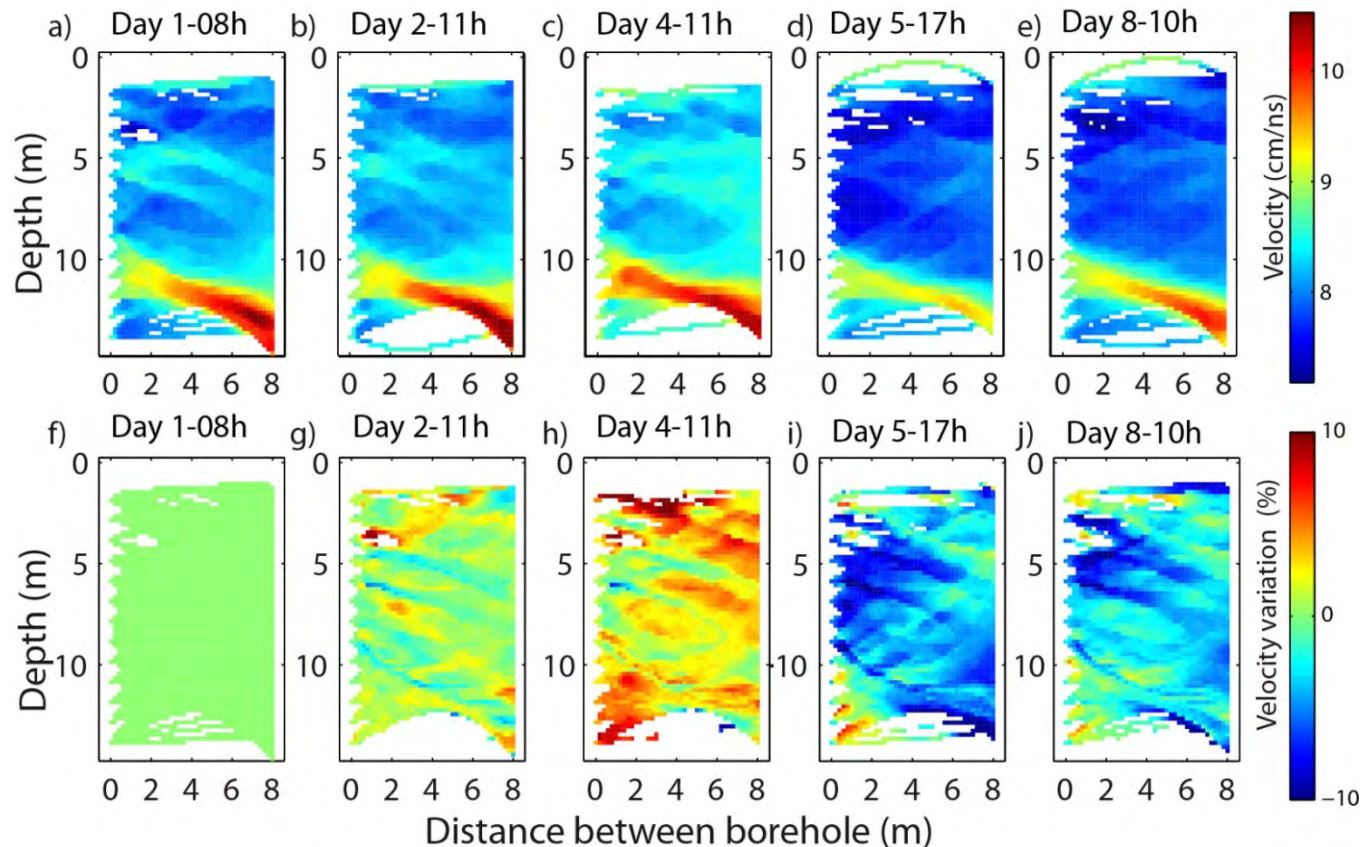 a) Day 1-08h b) Day 2-11h c) Day 4-11h d) Day 5-17h e) Day 8-10h
0 0 0 0 0
10
5 5 5 5 5
9
10 10 10 10 10
8
Depth (m)
Velocity (cm/ns)
0 2 4 6 8 0 2 4 6 8 0 2 4 6 8 0 2 4 6 8 0 2 4 6 8
f) Day 1-08h g) Day 2-11h h) Day 4-11h i) Day 5-17h j) Day 8-10h
10
0 0 0 0 0
5 5 5 5 5
0
10 10 10 10 10
-10
Depth (m)
Velocity variation (%)
0 2 4 6 8 0 2 4 6 8 0 2 4 6 8 0 2 4 6 8 0 2 4 6 8
Distance between borehole (m)